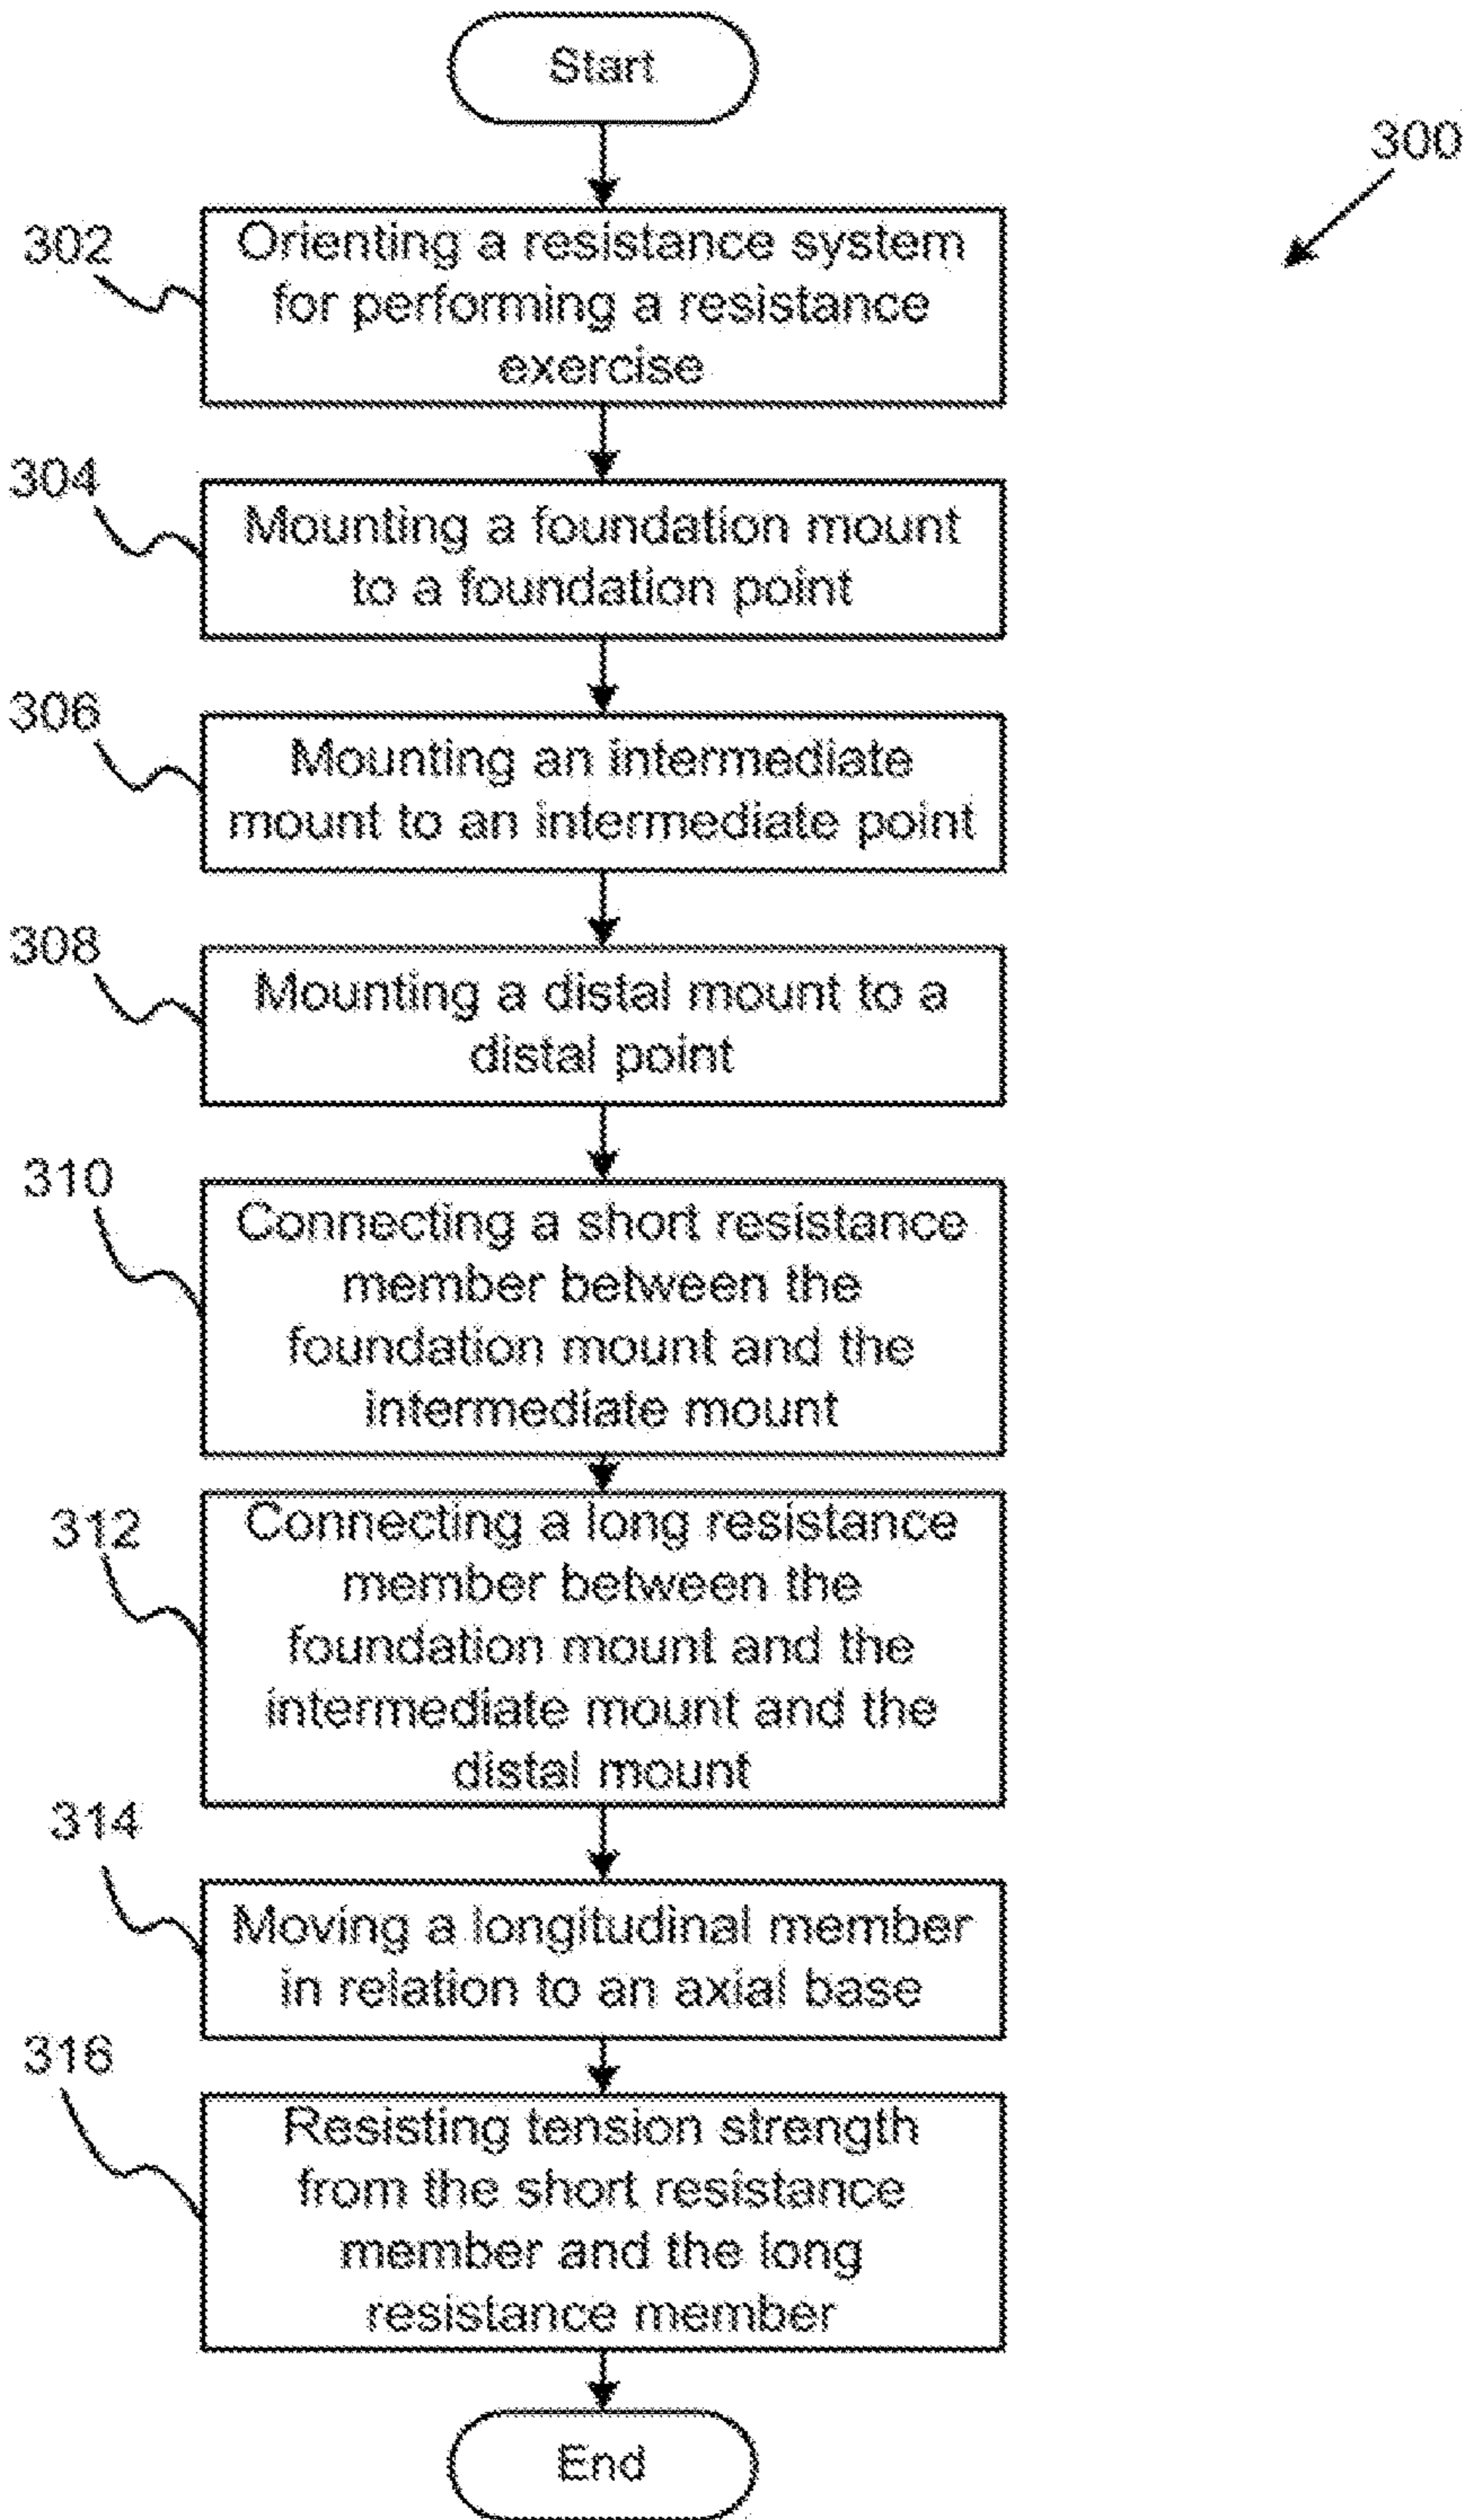 Start
300
302
Orienting a resistance system
for performing a resistance
exercise
304
Mounting a foundation mount
to a foundation point
306
Mounting an intermediate
mount to an intermediate point
308
Mounting a distal mount to a
distal point
310
Connecting a short resistance
member between the
foundation mount and the
intermediate mount
312
Connecting a long resistance
member between the
foundation mount and the
intermediate mount and the
distal mount
314
Moving a longitudinal member
in relation to an axial base
316
Resisting tension strength
from the short resistance
member and the long
resistance member
End